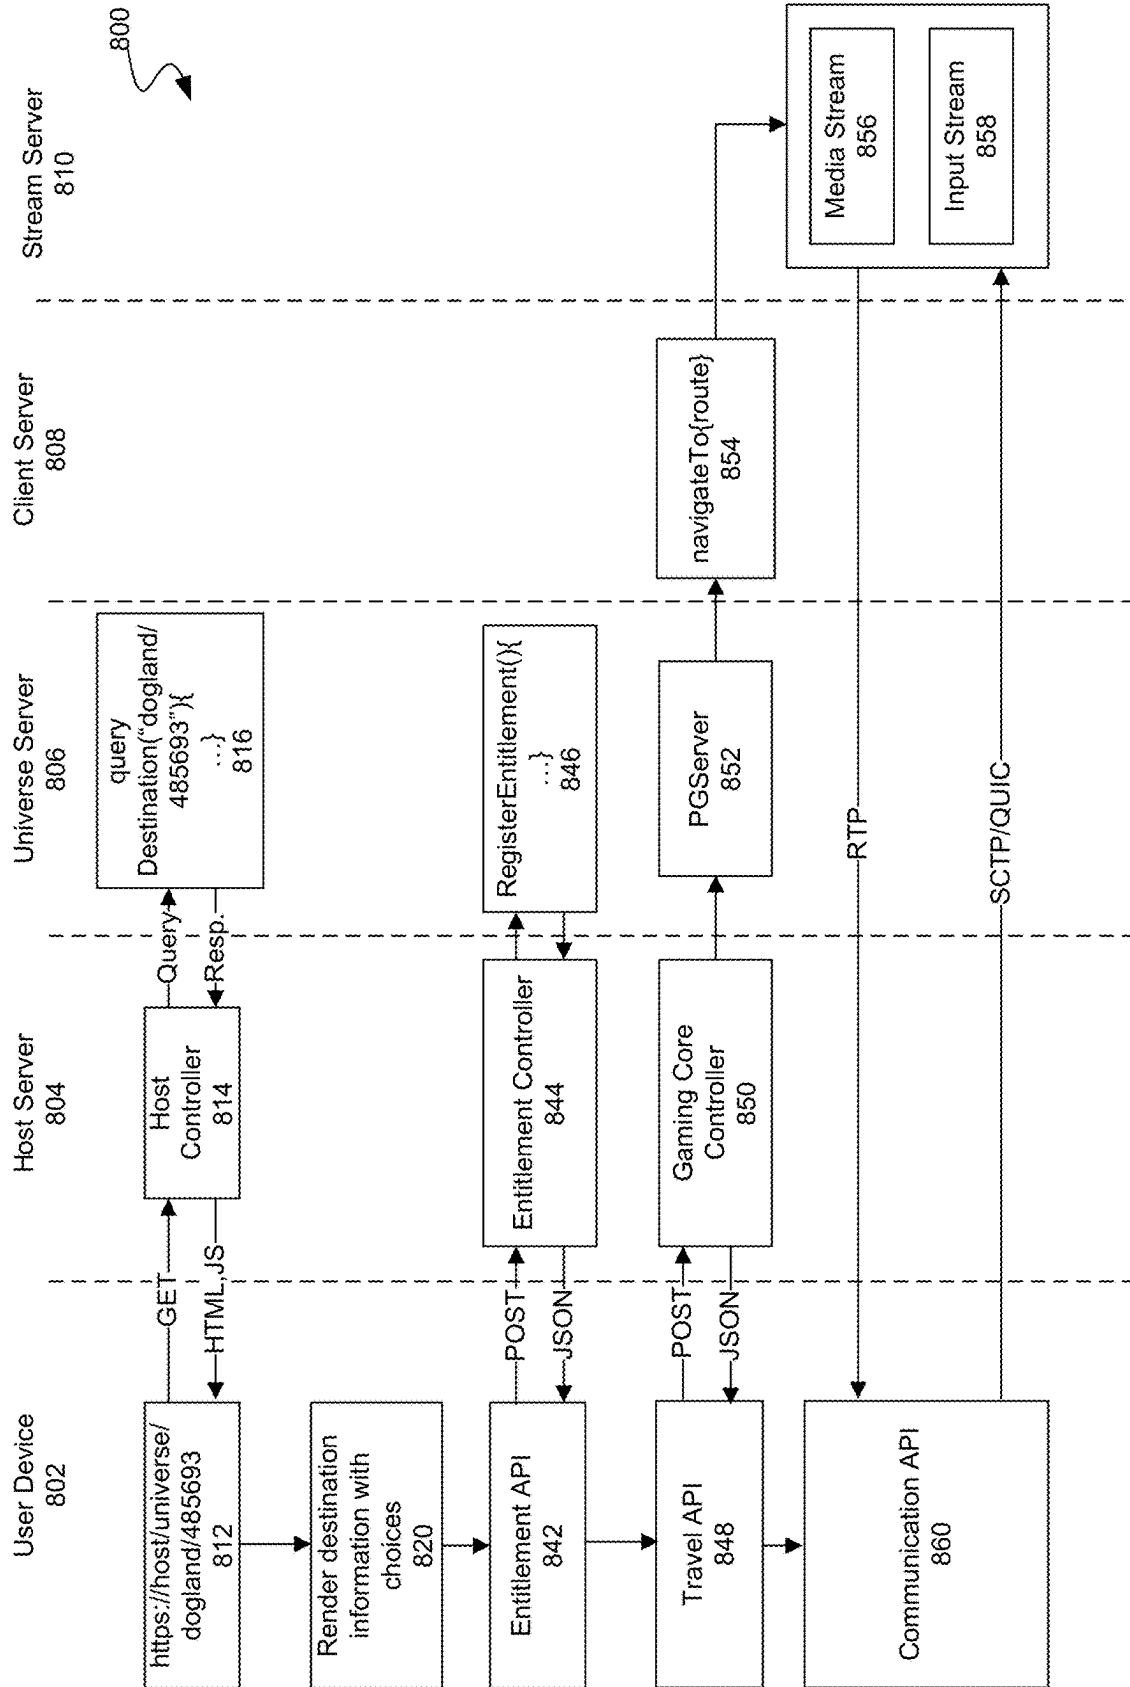 800
User Device
802
Host Server
804
Universe Server
806
Client Server
808
Stream Server
810
https://host/universe/
dogland/485693
812
GET
HTML,JS
Host
Controller
814
Query
Resp.
query
Destination(“dogland/
485693”){
…}
816
Render destination
information with
choices
820
Entitlement API
842
POST
JSON
Entitlement Controller
844
RegisterEntitlement(){
…}
846
Travel API
848
POST
JSON
Gaming Core
Controller
850
PGServer
852
navigateTo{route}
854
Media Stream
856
Input Stream
858
Communication API
860
RTP
SCTP/QUIC